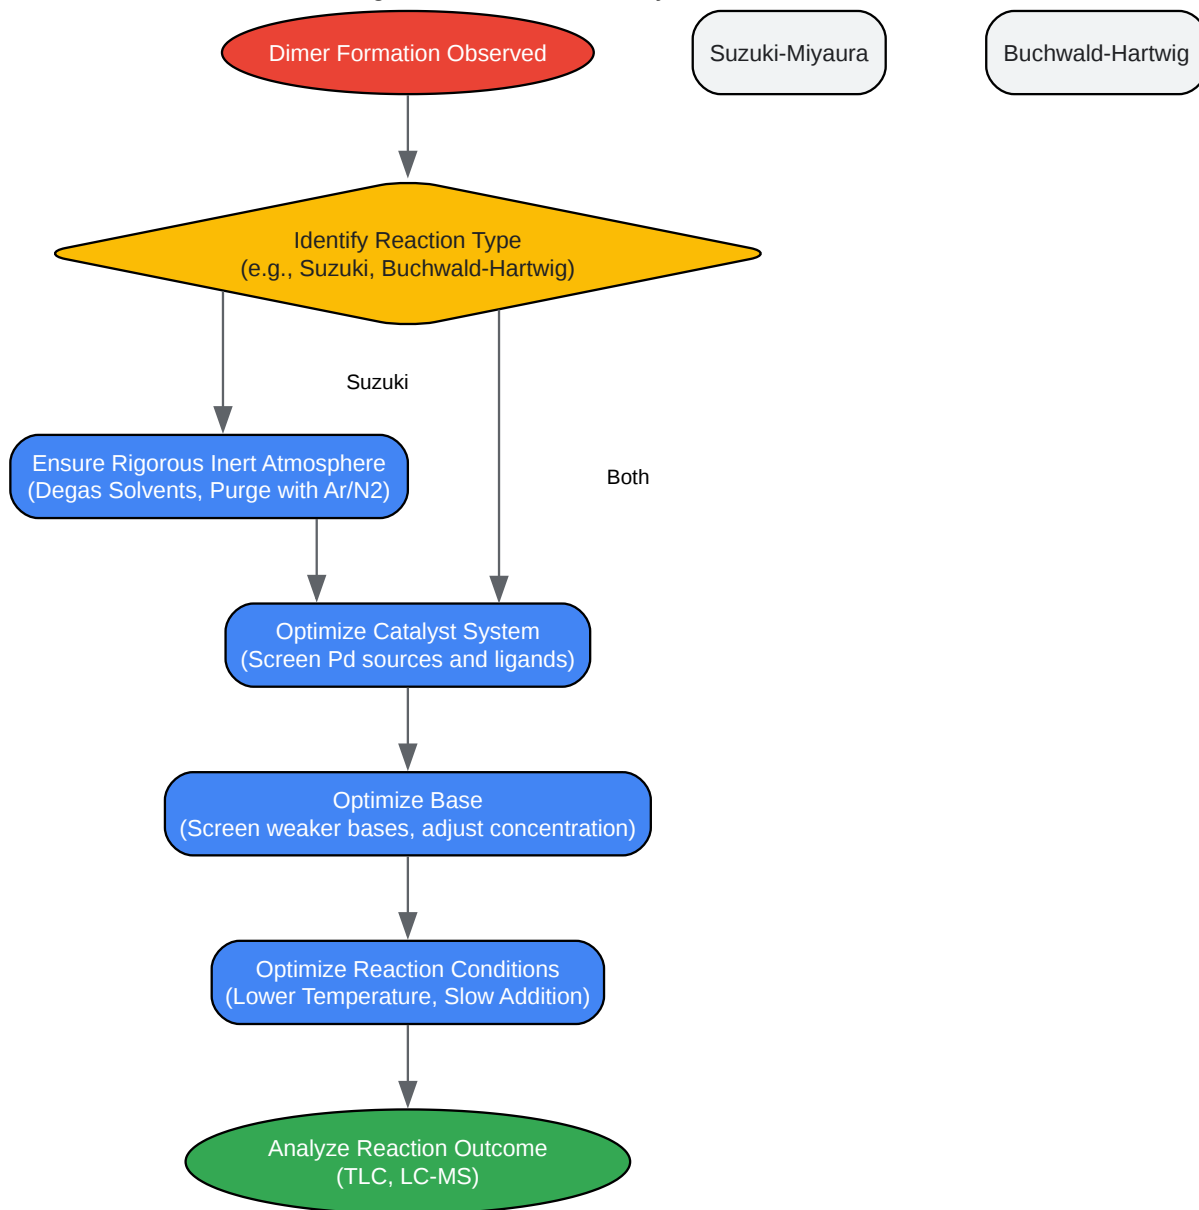 Dimer Formation Observed
Suzuki-Miyaura
Buchwald-Hartwig
Identify Reaction Type
(e.g., Suzuki, Buchwald-Hartwig)
Suzuki
Ensure Rigorous Inert Atmosphere
(Degas Solvents, Purge with Ar/N2)
Both
Optimize Catalyst System
(Screen Pd sources and ligands)
Optimize Base
(Screen weaker bases, adjust concentration)
Optimize Reaction Conditions
(Lower Temperature, Slow Addition)
Analyze Reaction Outcome
(TLC, LC-MS)